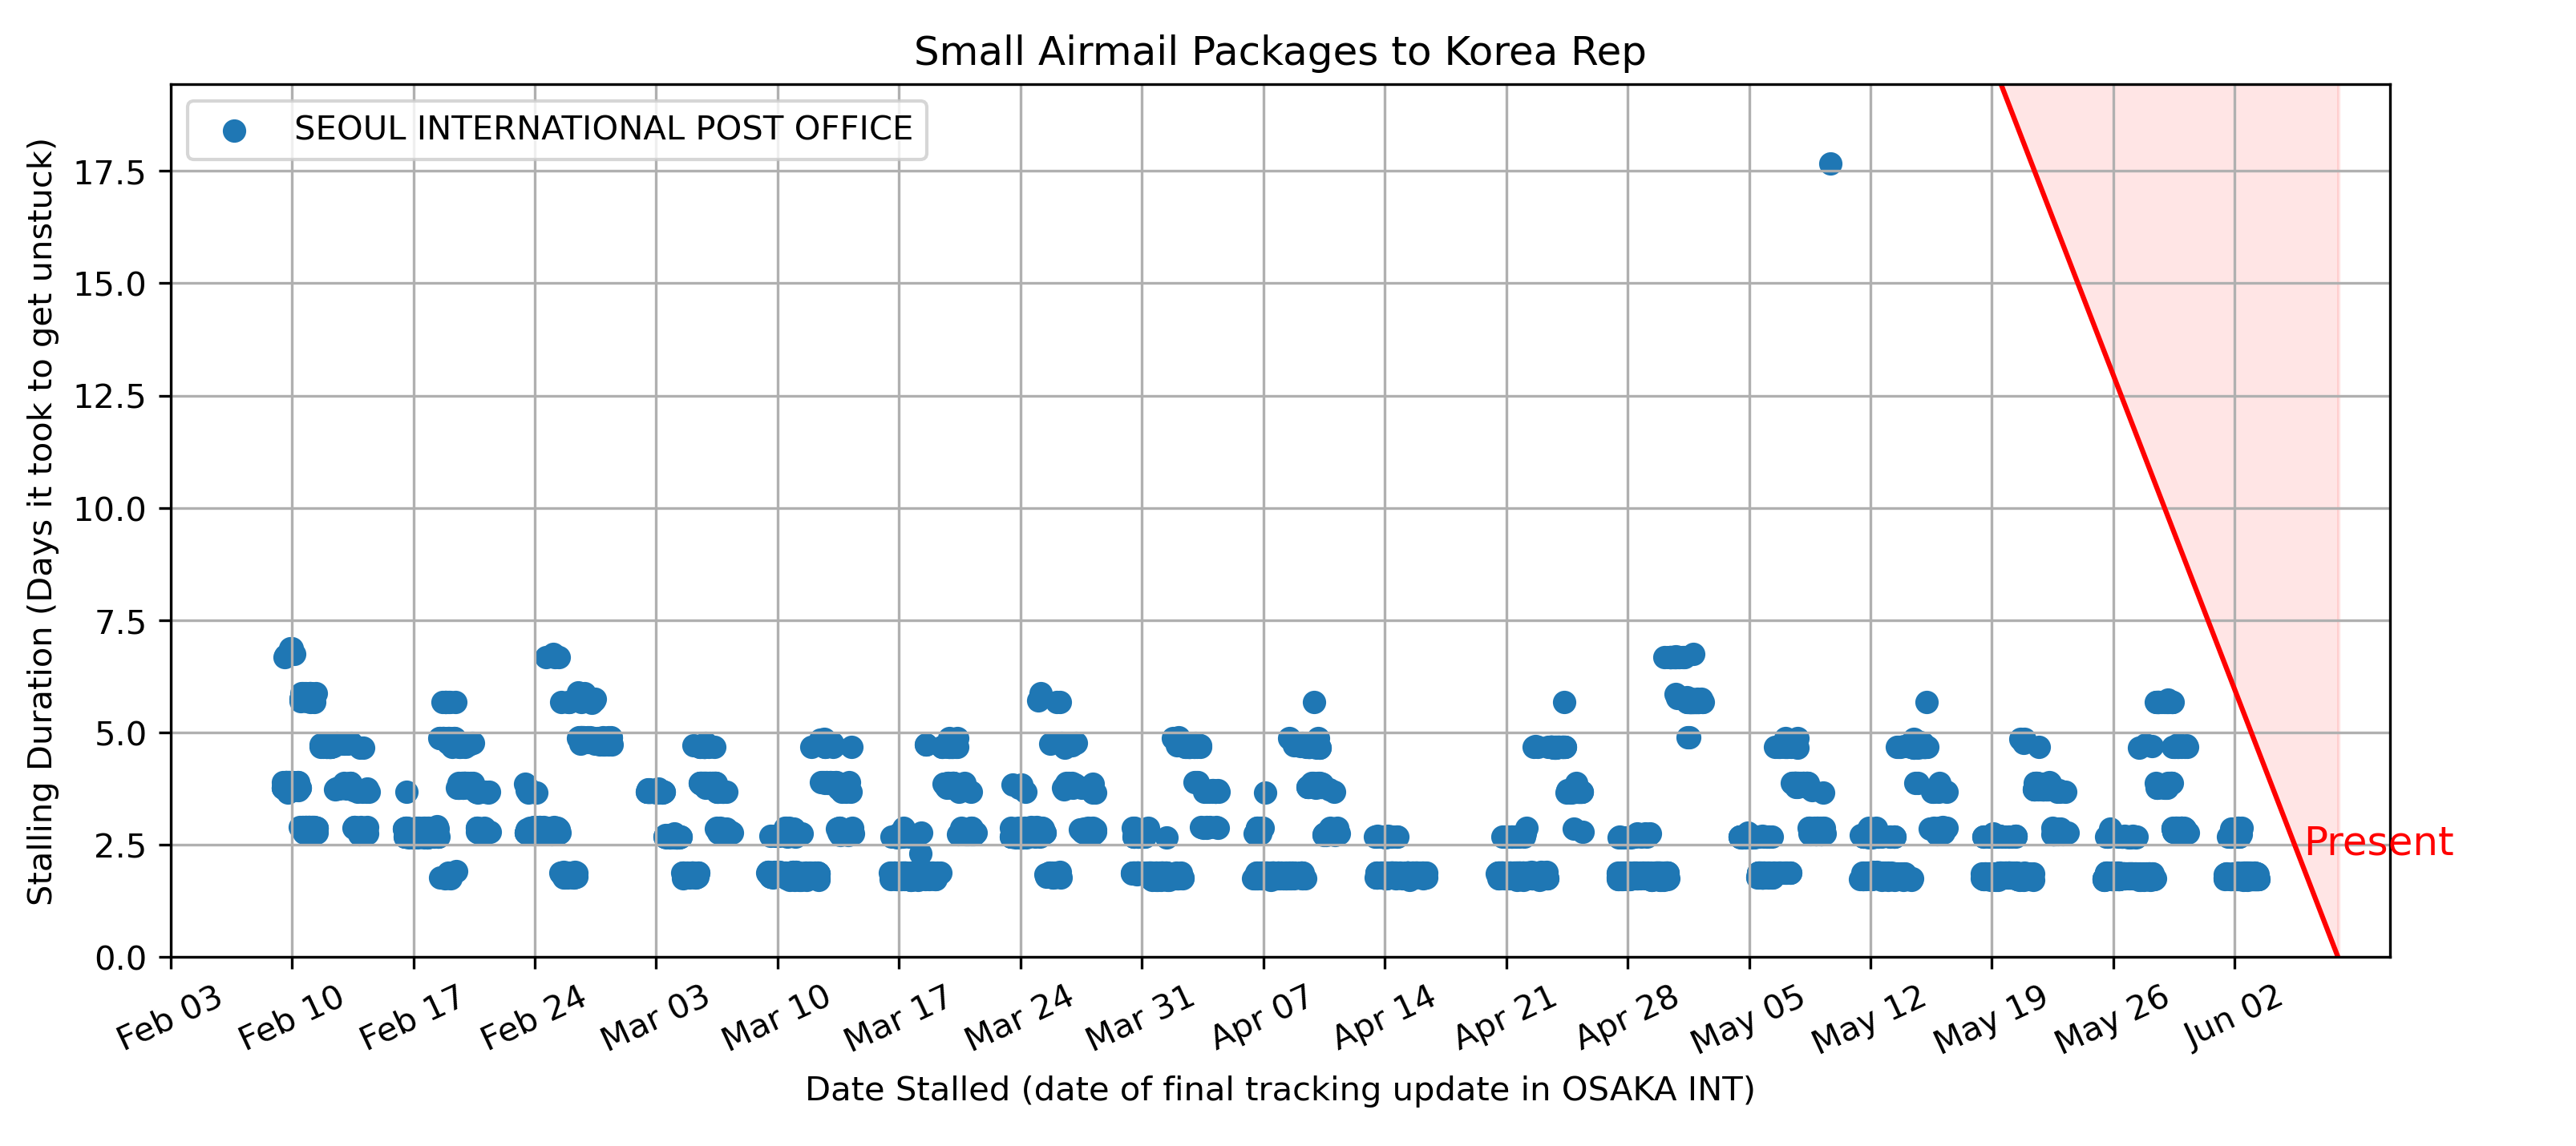 Small Airmail Packages to Korea Rep
SEOUL INTERNATIONAL POST OFFICE
Stalling Duration (Days it took to get unstuck)
17.5
15.0
12.5
10.0
7.5
5.0
2.5
0.0
Present
Feb 03
Feb 10
Feb 17
Feb 24
Mar 03
Mar 10
Mar 17
Mar 24
Mar 31
Apr 07
Apr 14
Apr 21
Apr 28
May 05
May 12
May 19
May 26
Jun 02
Date Stalled (date of final tracking update in OSAKA INT)